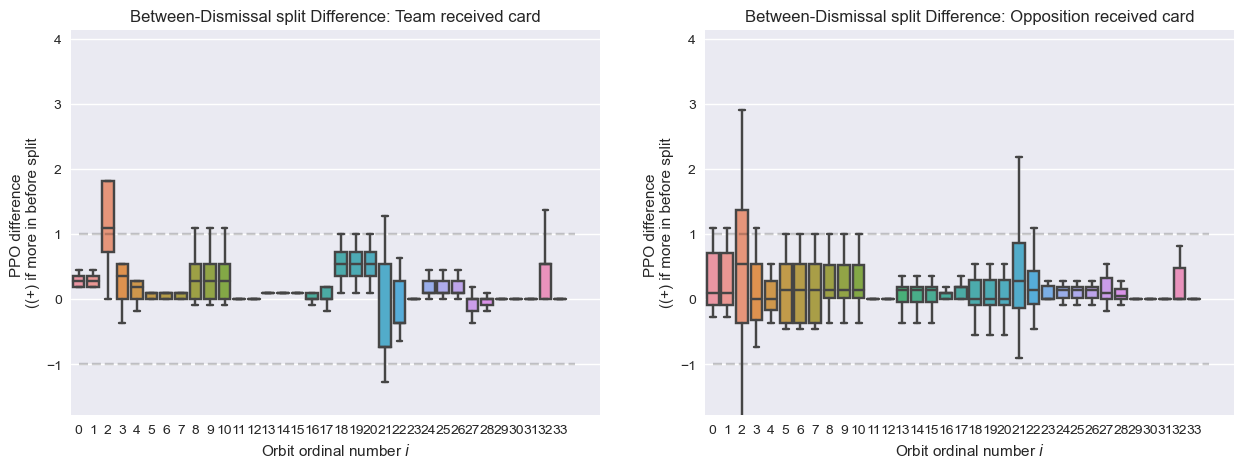 Between-Dismissal split Difference: Team received card
PPO difference
((+) if more in before split
4
3
2
1
0
−1
0 1 2 3 4 5 6 7 8 9 10 11 12 13 14 15 16 17 18 19 20 21 22 23 24 25 26 27 28 29 30 31 32 33
Orbit ordinal number i
Between-Dismissal split Difference: Opposition received card
PPO difference
((+) if more in before split
4
3
2
1
0
−1
0 1 2 3 4 5 6 7 8 9 10 11 12 13 14 15 16 17 18 19 20 21 22 23 24 25 26 27 28 29 30 31 32 33
Orbit ordinal number i